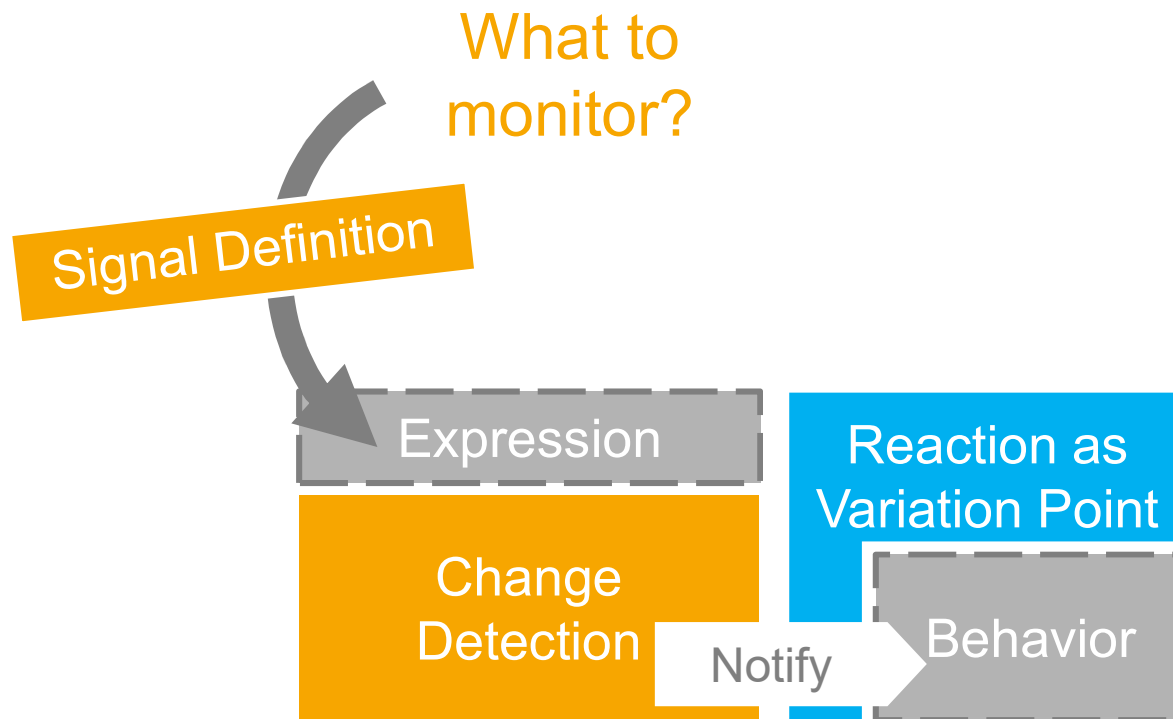 What to
monitor?
Signal Definition
Expression
Reaction as
Variation Point
Change
Detection
Notify
Behavior